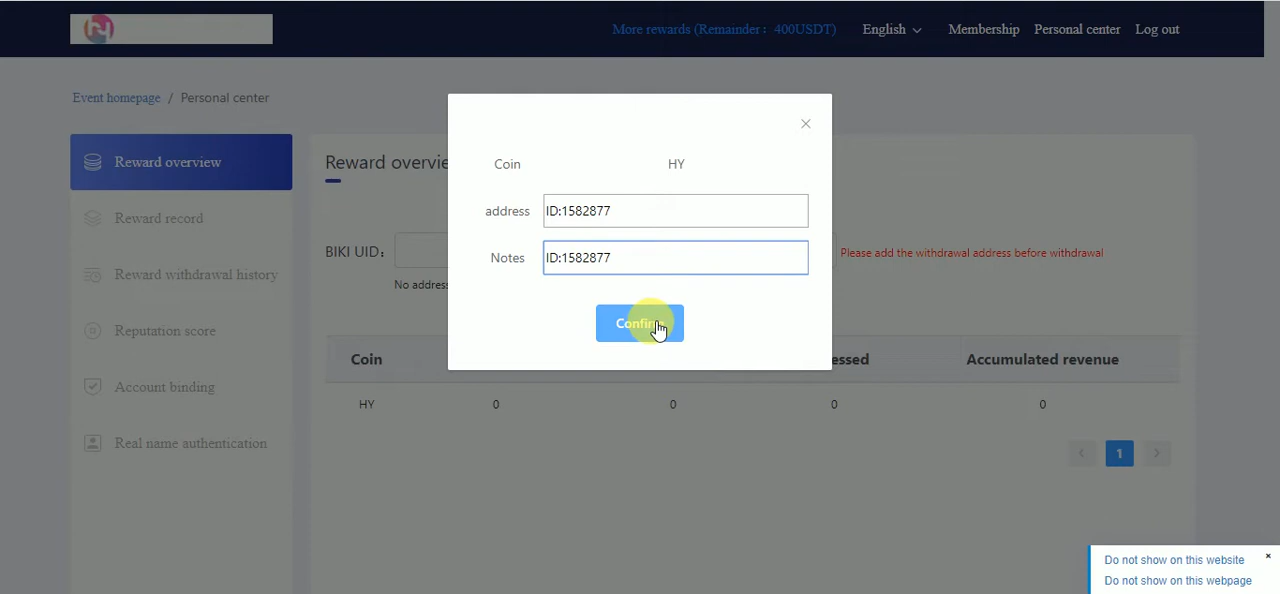 More rewards (Remainder： 400USDT) English Membership Personal center Log out
Event homepage / Personal center
Reward overview
Reward record
Reward withdrawal history
Reputation score
Account binding
Real name authentication
Reward
BIKI UID：
Please add the withdrawal address before withdrawal
No address
Coin HY
address ID:1582877
Notes ID:1582877
Confirm
Coin Accumulated revenue
HY 0 0 0 0
1
Do not show on this website
Do not show on this webpage